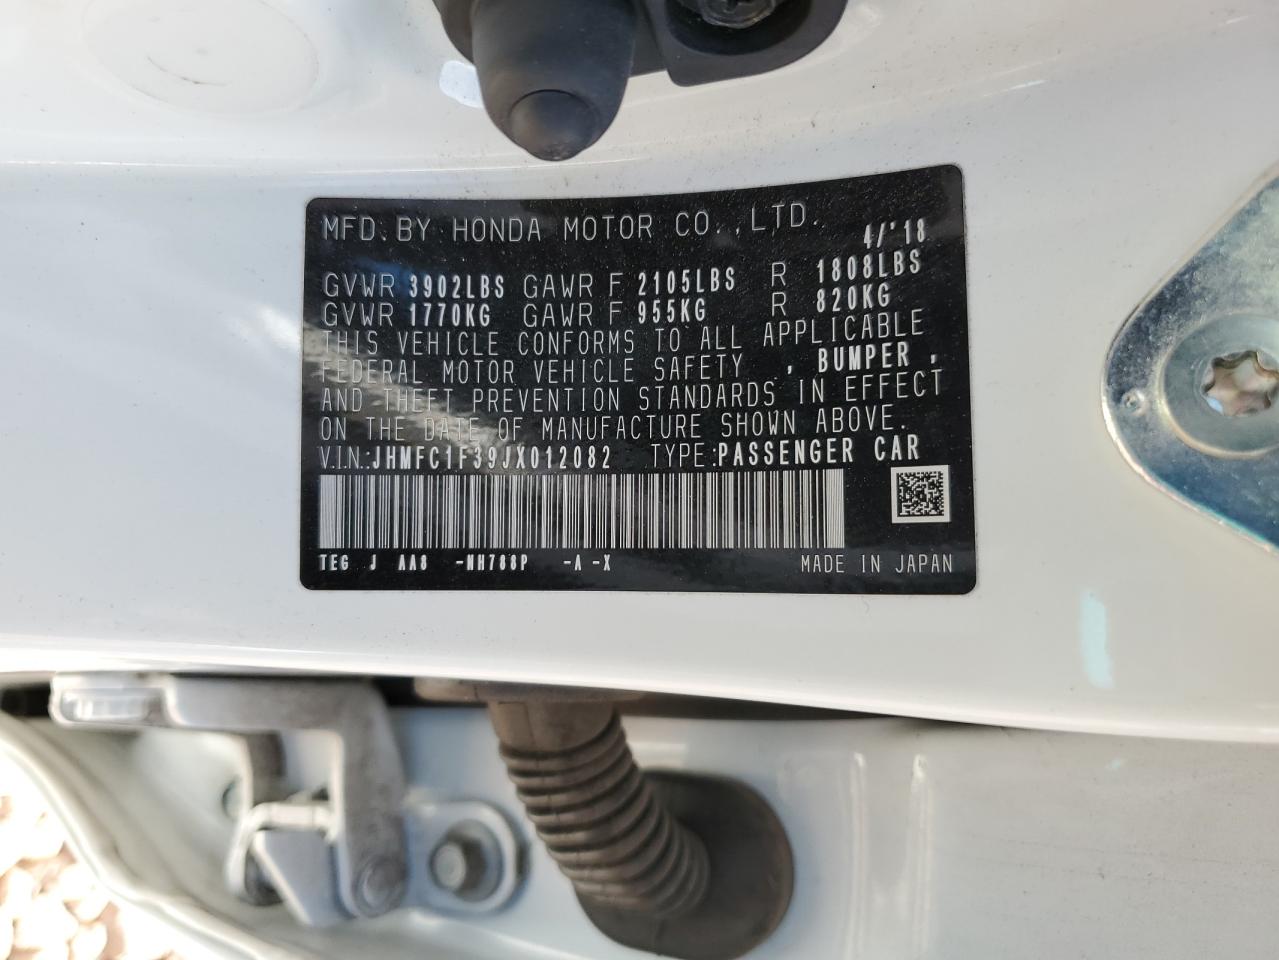 MFD. BY HONDA MOTOR CO., LTD. 4/'18
GVWR 3902LBS GAWR F 2105LBS R 1808LBS
GVWR 1770KG GAWR F 955KG R 820KG
THIS VEHICLE CONFORMS TO ALL APPLICABLE
FEDERAL MOTOR VEHICLE SAFETY , BUMPER ,
AND THEFT PREVENTION STANDARDS IN EFFECT
ON THE DATE OF MANUFACTURE SHOWN ABOVE.
V.I.N.:JHMFC1F39JX012082 TYPE:PASSENGER CAR
TEG J AA8 -NH788P -A -X MADE IN JAPAN